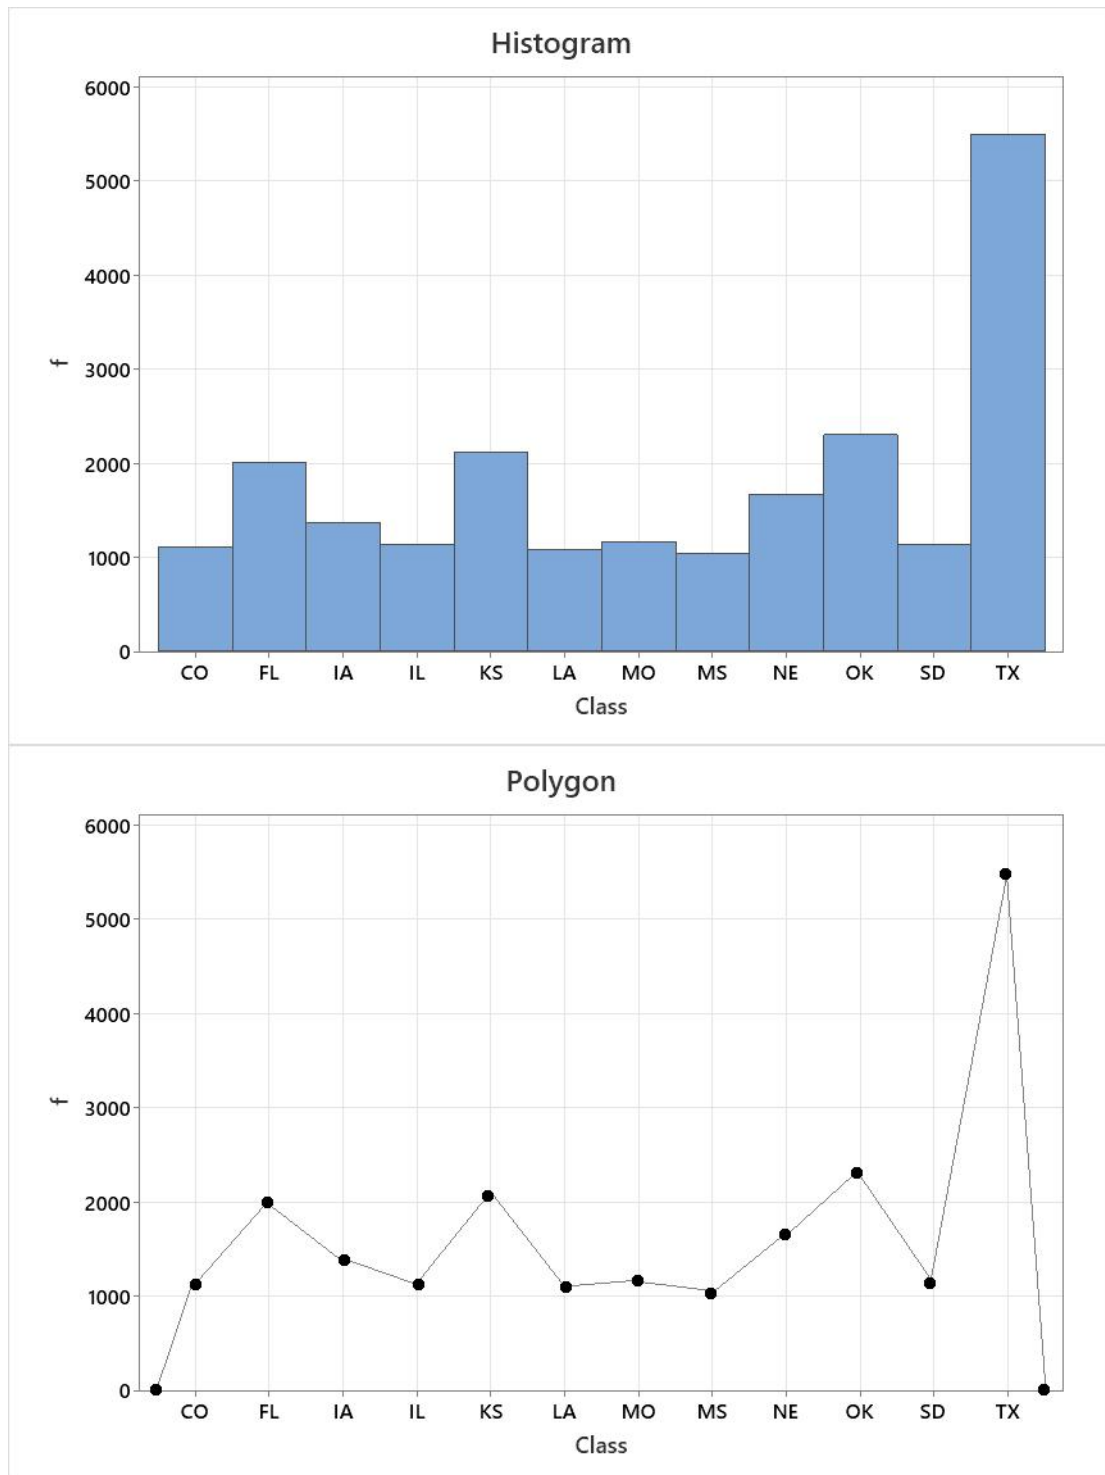 Histogram
6000
5000
4000
3000
2000
1000
0
f
CO FL IA IL KS LA MO MS NE OK SD TX
Class
Polygon
6000
5000
4000
3000
2000
1000
0
f
CO FL IA IL KS LA MO MS NE OK SD TX
Class